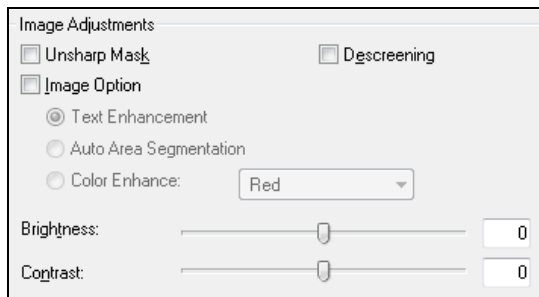 Image Adjustments
Unsharp Mask Descreening
Image Option
Text Enhancement
Auto Area Segmentation
Color Enhance: Red
Brightness: 0
Contrast: 0